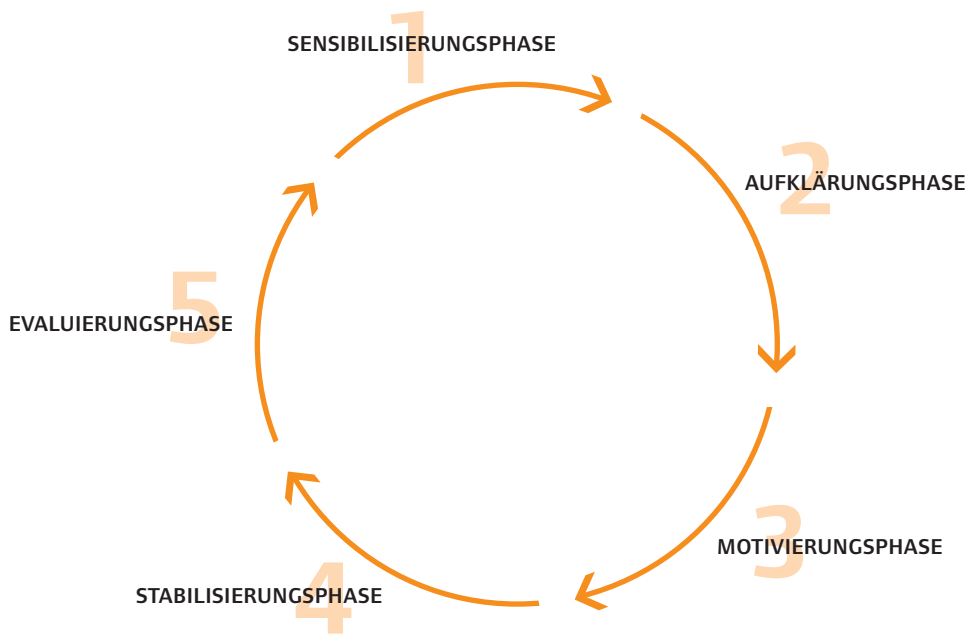 1
SENSIBILISIERUNGSPHASE
2
AUFKLÄRUNGSPHASE
3
MOTIVIERUNGSPHASE
4
STABILISIERUNGSPHASE
5
EVALUIERUNGSPHASE